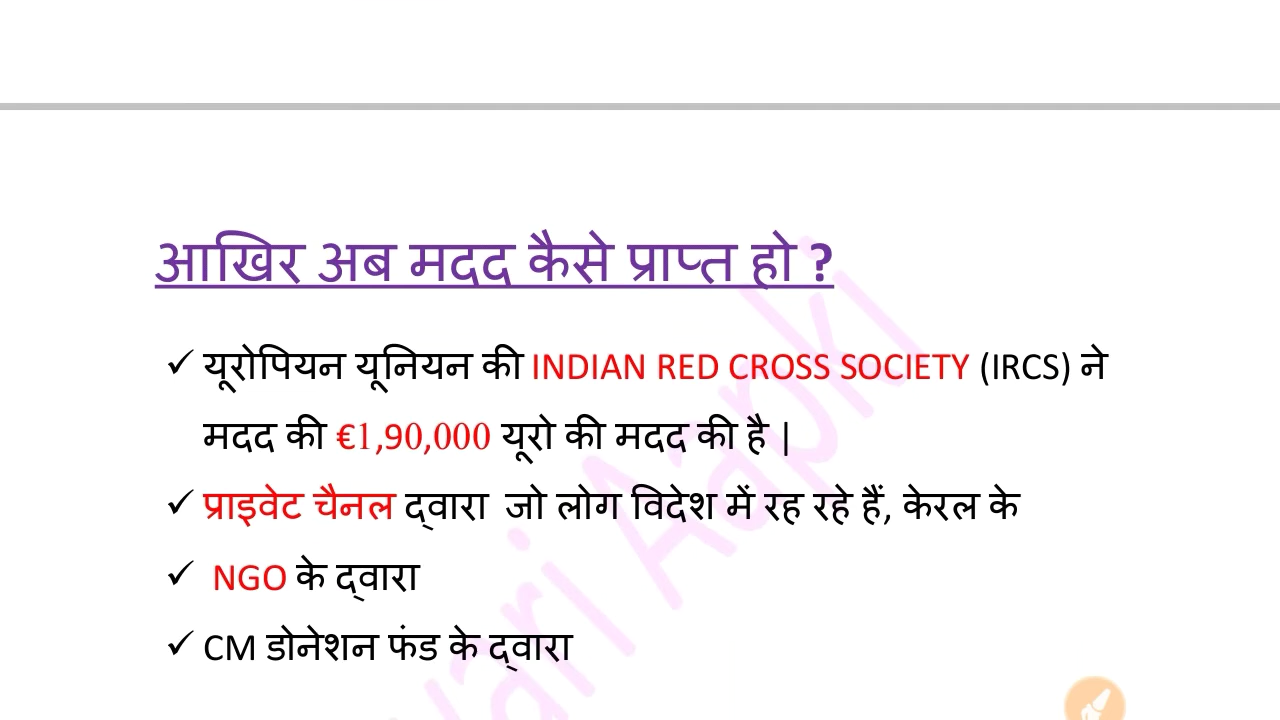 आखिर अब मदद कैसे प्राप्त हो ?
✓ यूरोपियन यूनियन की INDIAN RED CROSS SOCIETY (IRCS) ने
मदद की €1,90,000 यूरो की मदद की है |
✓ प्राइवेट चैनल द्वारा जो लोग विदेश में रह रहे हैं, केरल के
✓ NGO के द्वारा
✓ CM डोनेशन फंड के द्वारा
Aapki